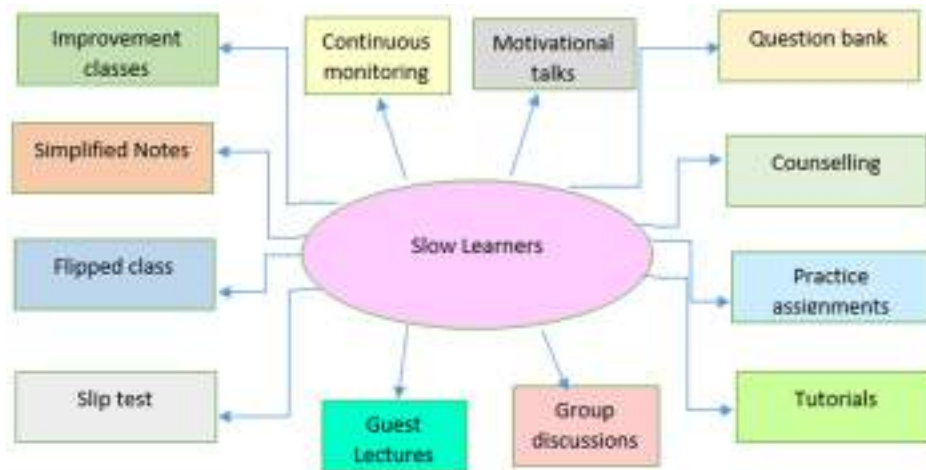 Improvement
classes
Continuous
monitoring
Motivational
talks
Question bank
Simplified Notes
Counselling
Slow Learners
Flipped class
Practice
assignments
Slip test
Guest
Lectures
Group
discussions
Tutorials